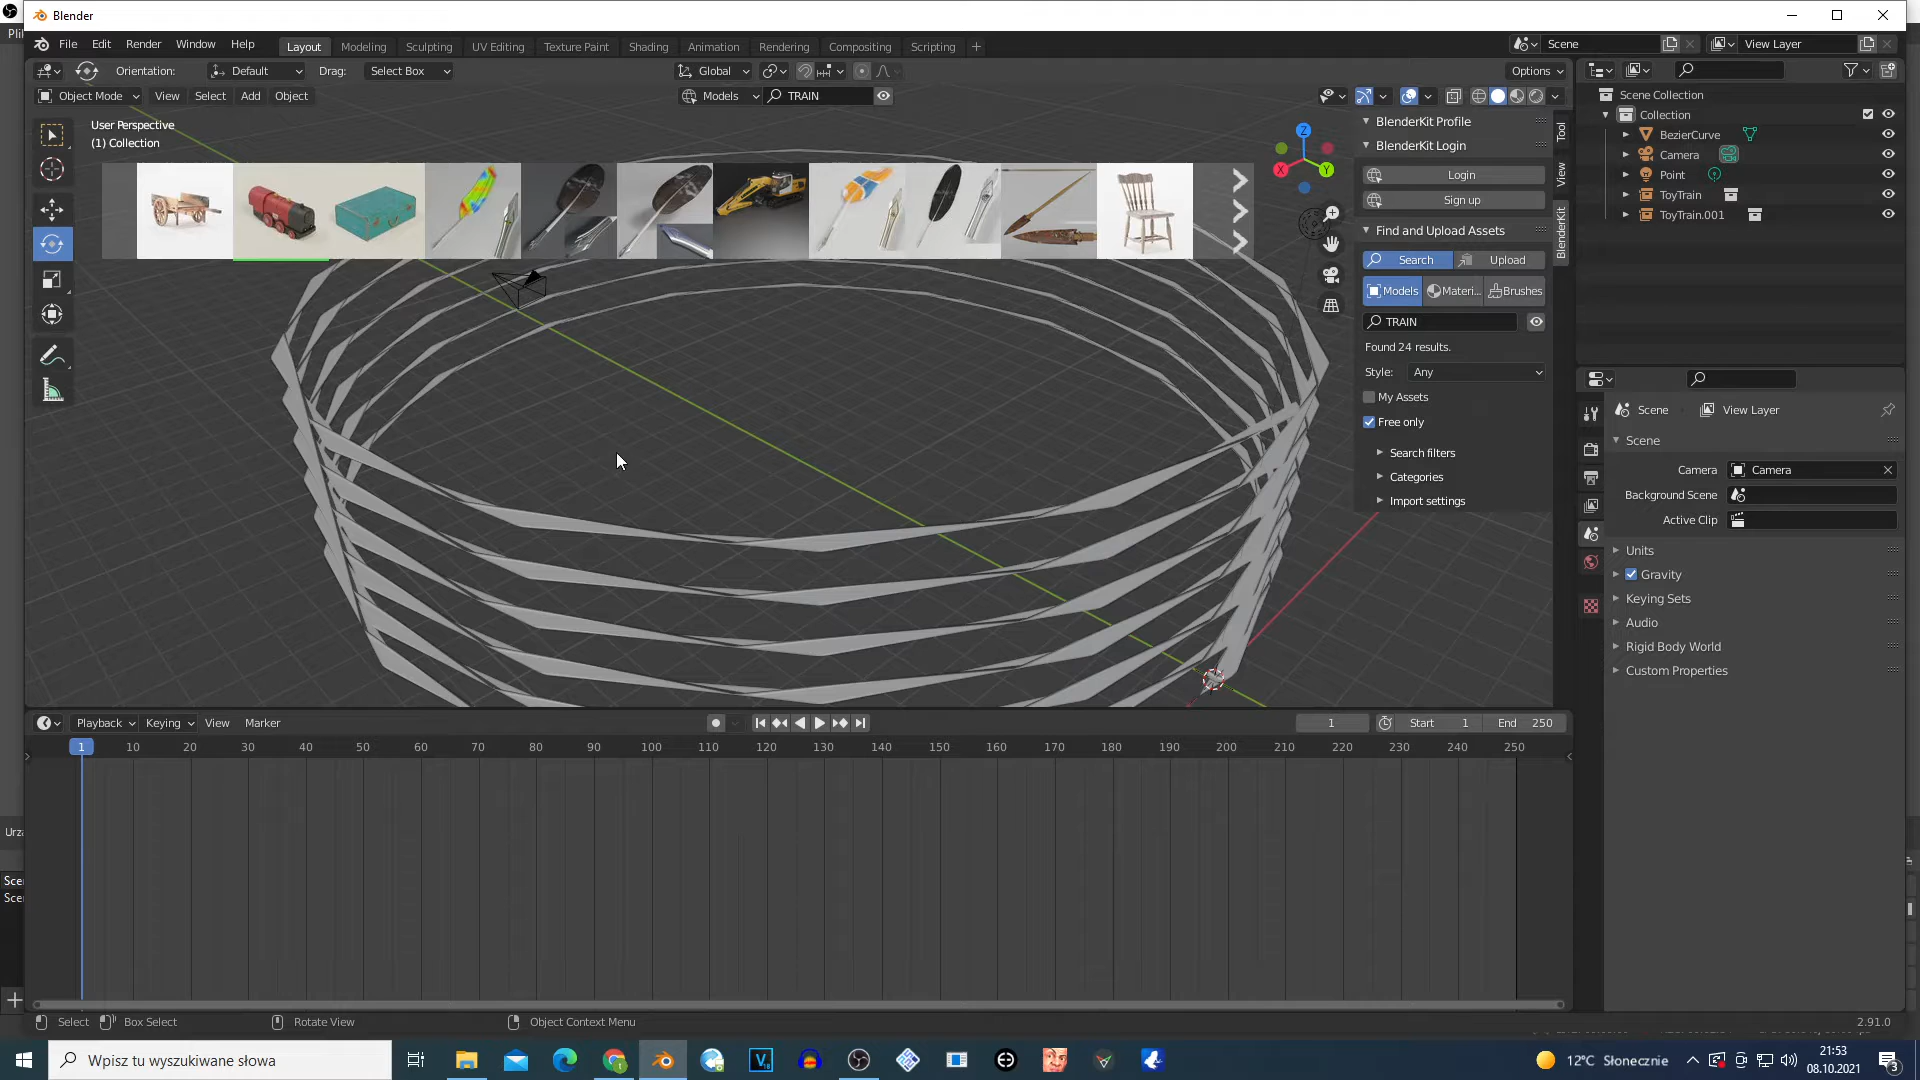 Blender
Plik
File Edit Render Window Help Layout Modeling Sculpting UV Editing Texture Paint Shading Animation Rendering Compositing Scripting + Scene View Layer
Orientation: Default Drag: Select Box Global Options
Object Mode View Select Add Object Models TRAIN
User Perspective
(1) Collection
Z
X
Y
BlenderKit Profile
BlenderKit Login
Login
Sign up
Find and Upload Assets
Search Upload
Models Materi... Brushes
TRAIN
Found 24 results.
Style: Any
My Assets
Free only
Search filters
Categories
Import settings
Tool
View
BlenderKit
Scene Collection
Collection
BezierCurve
Camera
Point
ToyTrain
ToyTrain.001
Scene View Layer
Scene
Camera Camera
Background Scene
Active Clip
Units
Gravity
Keying Sets
Audio
Rigid Body World
Custom Properties
Playback Keying View Marker 1 Start 1 End 250
1 10 20 30 40 50 60 70 80 90 100 110 120 130 140 150 160 170 180 190 200 210 220 230 240 250
Urza
Scen
Scen
Select Box Select Rotate View Object Context Menu 2.91.0
Wpisz tu wyszukiwane słowa
12°C Słonecznie
21:53
08.10.2021
3